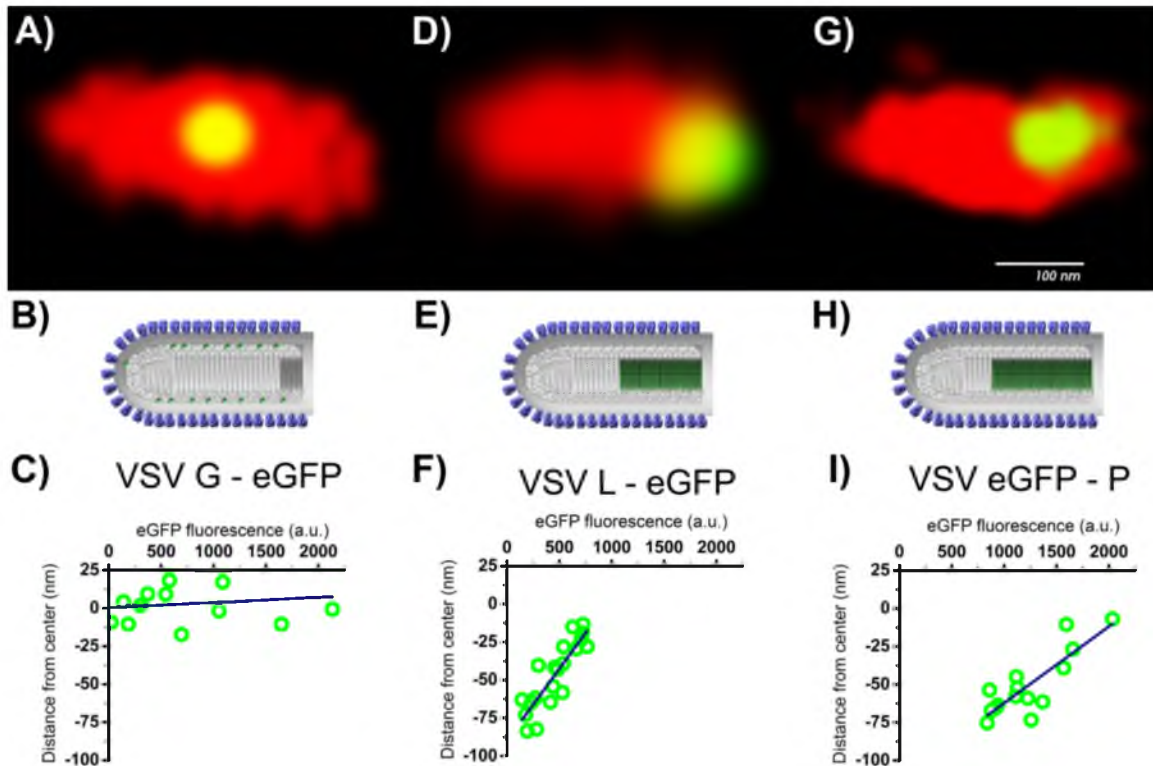 A)
D)
G)
100 nm
B)
E)
H)
C)
VSV G - eGFP
F)
VSV L - eGFP
I)
VSV eGFP - P
eGFP fluorescence (a.u.)
0 500 1000 1500 2000
Distance from center (nm)
25
0
-25
-50
-75
-100
eGFP fluorescence (a.u.)
0 500 1000 1500 2000
Distance from center (nm)
25
0
-25
-50
-75
-100
eGFP fluorescence (a.u.)
0 500 1000 1500 2000
Distance from center (nm)
25
0
-25
-50
-75
-100